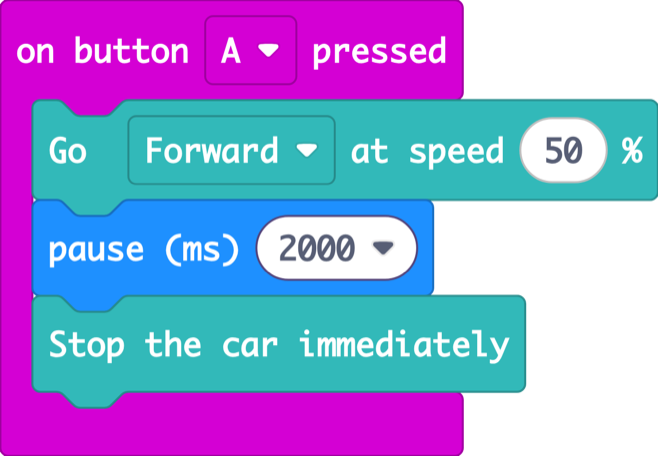 on button A pressed
Go Forward at speed 50 %
pause (ms) 2000
Stop the car immediately